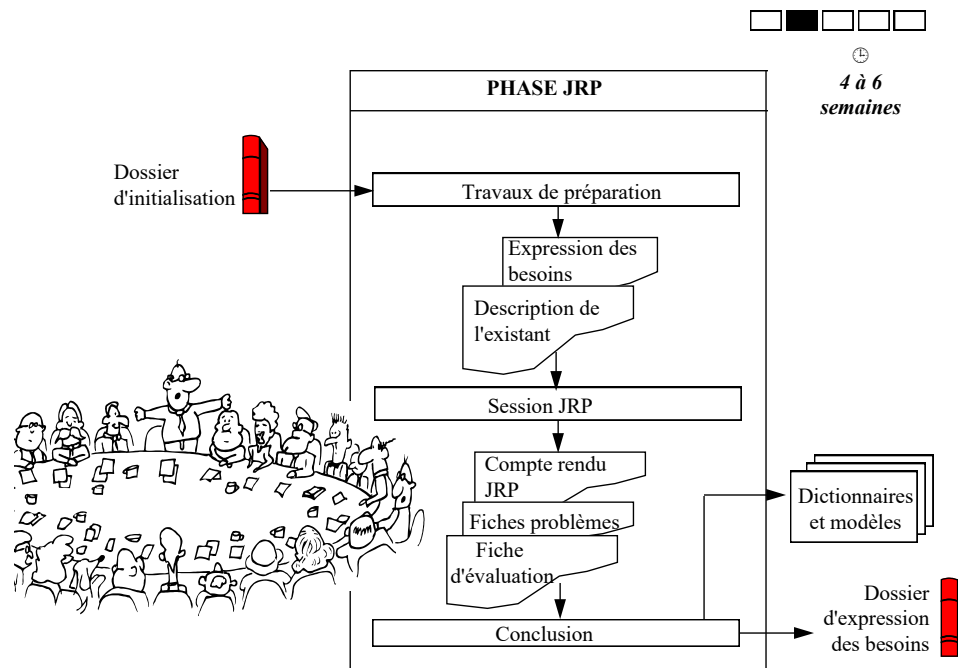 4 à 6
semaines
PHASE JRP
Dossier
d'initialisation
Travaux de préparation
Expression des
besoins
Description de
l'existant
Session JRP
Compte rendu
JRP
Fiches problèmes
Fiche
d'évaluation
Dictionnaires
et modèles
Conclusion
Dossier
d'expression
des besoins